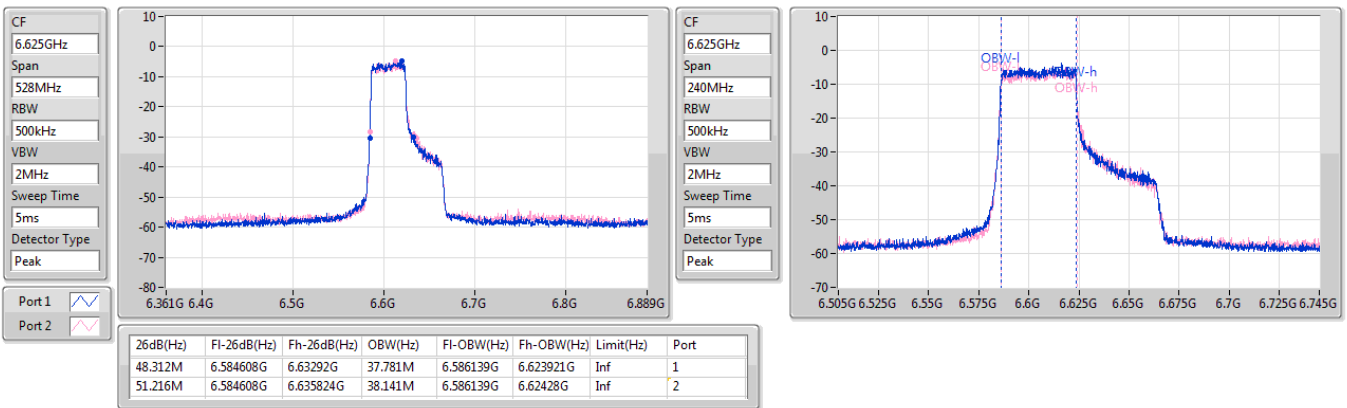 CF
6.625GHz
Span
528MHz
RBW
500kHz
VBW
2MHz
Sweep Time
5ms
Detector Type
Peak
Port 1
Port 2
10
0
-10
-20
-30
-40
-50
-60
-70
-80
6.361G 6.4G 6.5G 6.6G 6.7G 6.8G 6.889G
CF
6.625GHz
Span
240MHz
RBW
500kHz
VBW
2MHz
Sweep Time
5ms
Detector Type
Peak
10
0
-10
-20
-30
-40
-50
-60
-70
OBW-l
OBW-h
OBW-h
6.505G 6.525G 6.55G 6.575G 6.6G 6.625G 6.65G 6.675G 6.7G 6.725G 6.745G
26dB(Hz) Fl-26dB(Hz) Fh-26dB(Hz) OBW(Hz) Fl-OBW(Hz) Fh-OBW(Hz) Limit(Hz) Port
48.312M 6.584608G 6.63292G 37.781M 6.586139G 6.623921G Inf 1
51.216M 6.584608G 6.635824G 38.141M 6.586139G 6.62428G Inf 2